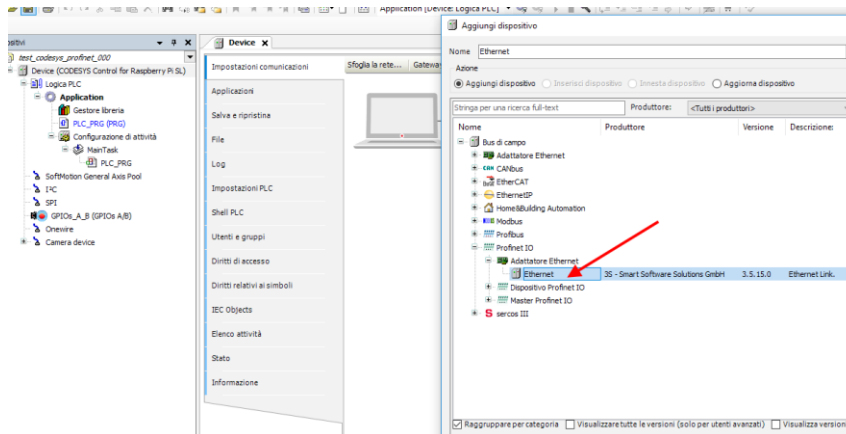 Application [Device: Logica PLC]
Device
Aggiungi dispositivo
Nome Ethernet
Azione
Aggiungi dispositivo Inserisci dispositivo Innesta dispositivo Aggiorna dispositivo
Stringa per una ricerca full-text Produttore: <Tutti i produttori>
Nome Produttore Versione Descrizione:
Bus di campo
Adattatore Ethernet
CANbus
EtherCAT
EthernetIP
Home&Building Automation
Modbus
Profibus
Profinet IO
Adattatore Ethernet
Ethernet 3S - Smart Software Solutions GmbH 3.5.15.0 Ethernet Link.
Dispositivo Profinet IO
Master Profinet IO
sercos III
Raggruppare per categoria Visualizzare tutte le versioni (solo per utenti avanzati) Visualizza version
test_codesys_profinet_000
Device (CODESYS Control for Raspberry Pi SL)
Logica PLC
Application
Gestore libreria
PLC_PRG (PRG)
Configurazione di attività
MainTask
PLC_PRG
SoftMotion General Axis Pool
I²C
SPI
GPIOs_A_B (GPIOs A/B)
Onewire
Camera device
Impostazioni comunicazioni
Applicazioni
Salva e ripristina
File
Log
Impostazioni PLC
Shell PLC
Utenti e gruppi
Diritti di accesso
Diritti relativi ai simboli
IEC Objects
Elenco attività
Stato
Informazione
Sfoglia la rete... Gateway